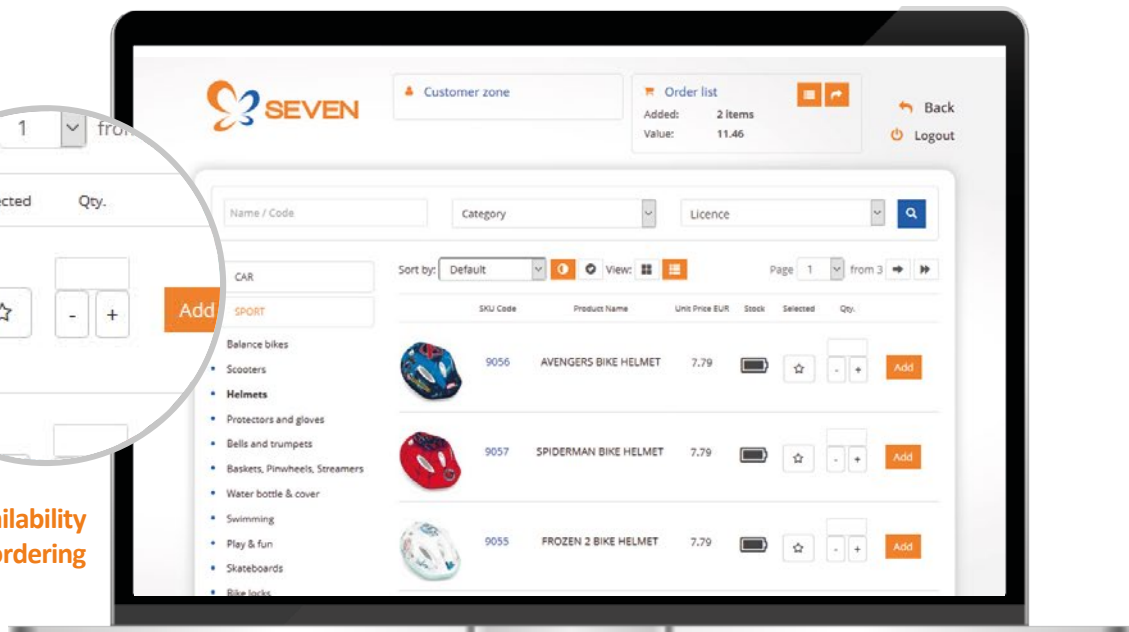 SEVEN
Customer zone
Order list
Added: 2 items
Value: 11.46
Back
Logout
1
ected Qty.
- + Add
Name / Code Category Licence
CAR
SPORT
Balance bikes
Scooters
Helmets
Protectors and gloves
Bells and trumpets
Baskets, Pinwheels, Streamers
Water bottle & cover
Swimming
Play & fun
Skateboards
Bike locks
Sort by: Default View: Page 1 from 3
SKU Code Product Name Unit Price EUR Stock Selected Qty.
9056 AVENGERS BIKE HELMET 7.79 - + Add
9057 SPIDERMAN BIKE HELMET 7.79 - + Add
9055 FROZEN 2 BIKE HELMET 7.79 - + Add
ilability
ordering